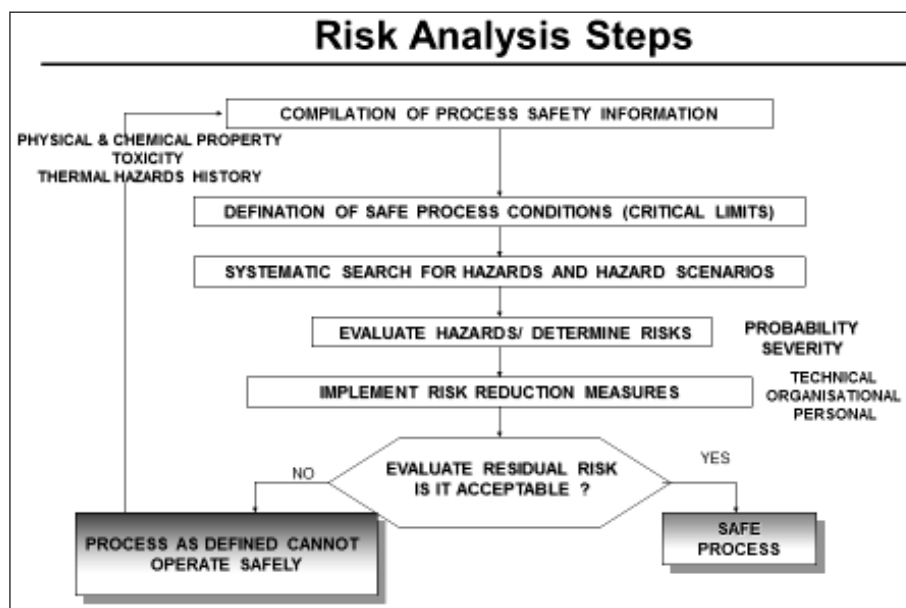 Risk Analysis Steps
COMPILATION OF PROCESS SAFETY INFORMATION
PHYSICAL & CHEMICAL PROPERTY
TOXICITY
THERMAL HAZARDS HISTORY
DEFINATION OF SAFE PROCESS CONDITIONS (CRITICAL LIMITS)
SYSTEMATIC SEARCH FOR HAZARDS AND HAZARD SCENARIOS
EVALUATE HAZARDS/ DETERMINE RISKS
PROBABILITY
SEVERITY
IMPLEMENT RISK REDUCTION MEASURES
TECHNICAL
ORGANISATIONAL
PERSONAL
EVALUATE RESIDUAL RISK
IS IT ACCEPTABLE ?
NO
YES
PROCESS AS DEFINED CANNOT
OPERATE SAFELY
SAFE
PROCESS